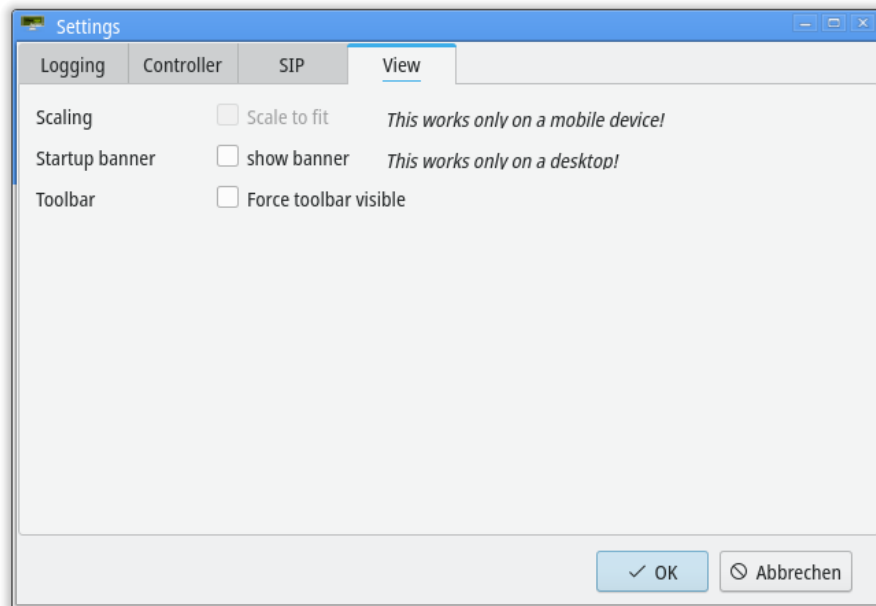 Settings
Logging Controller SIP View
Scaling Scale to fit This works only on a mobile device!
Startup banner show banner This works only on a desktop!
Toolbar Force toolbar visible
OK Abbrechen